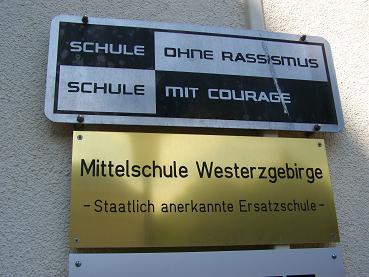 SCHULE OHNE RASSISMUS
SCHULE MIT COURAGE
Mittelschule Westerzgebirge
- Staatlich anerkannte Ersatzschule -